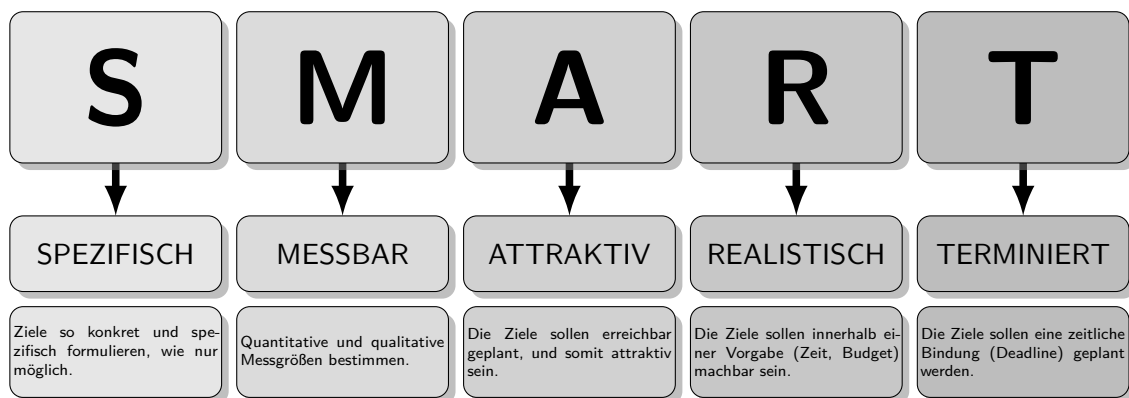 S
M
A
R
T
SPEZIFISCH
MESSBAR
ATTRAKTIV
REALISTISCH
TERMINIERT
Ziele so konkret und spe-
zifisch formulieren, wie nur
möglich.
Quantitative und qualitative
Messgrößen bestimmen.
Die Ziele sollen erreichbar
geplant, und somit attraktiv
sein.
Die Ziele sollen innerhalb ei-
ner Vorgabe (Zeit, Budget)
machbar sein.
Die Ziele sollen eine zeitliche
Bindung (Deadline) geplant
werden.